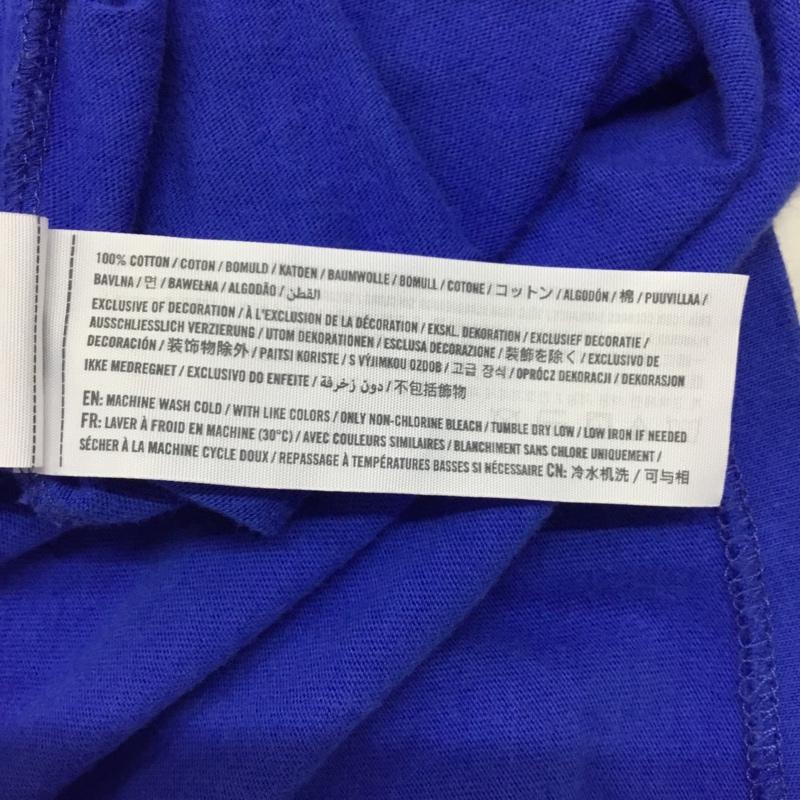 100% COTTON / COTON / BOMULD / KATOEN / BAUMWOLLE / BOMULL / COTONE / コットン / ALGODÓN / 棉 / PUUVILLAA /
BAVLNA / 면 / BAWEŁNA / ALGODÃO / القطن
EXCLUSIVE OF DECORATION / À L'EXCLUSION DE LA DÉCORATION / EKSKL. DEKORATION / EXCLUSIEF DECORATIE /
AUSSCHLIESSLICH VERZIERUNG / UTOM DEKORATIONEN / ESCLUSA DECORAZIONE / 装飾を除く / EXCLUSIVO DE
DECORACIÓN / 装饰物除外 / PAITSI KORISTE / S VÝJIMKOU OZDOB / 고급 장식 / OPRÓCZ DEKORACJI / DEKORASJON
IKKE MEDREGNET / EXCLUSIVO DO ENFEITE / دون زخرفة / 不包括飾物
EN: MACHINE WASH COLD / WITH LIKE COLORS / ONLY NON-CHLORINE BLEACH / TUMBLE DRY LOW / LOW IRON IF NEEDED
FR: LAVER À FROID EN MACHINE (30°C) / AVEC COULEURS SIMILAIRES / BLANCHIMENT SANS CHLORE UNIQUEMENT /
SÉCHER À LA MACHINE CYCLE DOUX / REPASSAGE À TEMPÉRATURES BASSES SI NÉCESSAIRE CN: 冷水机洗 / 可与相